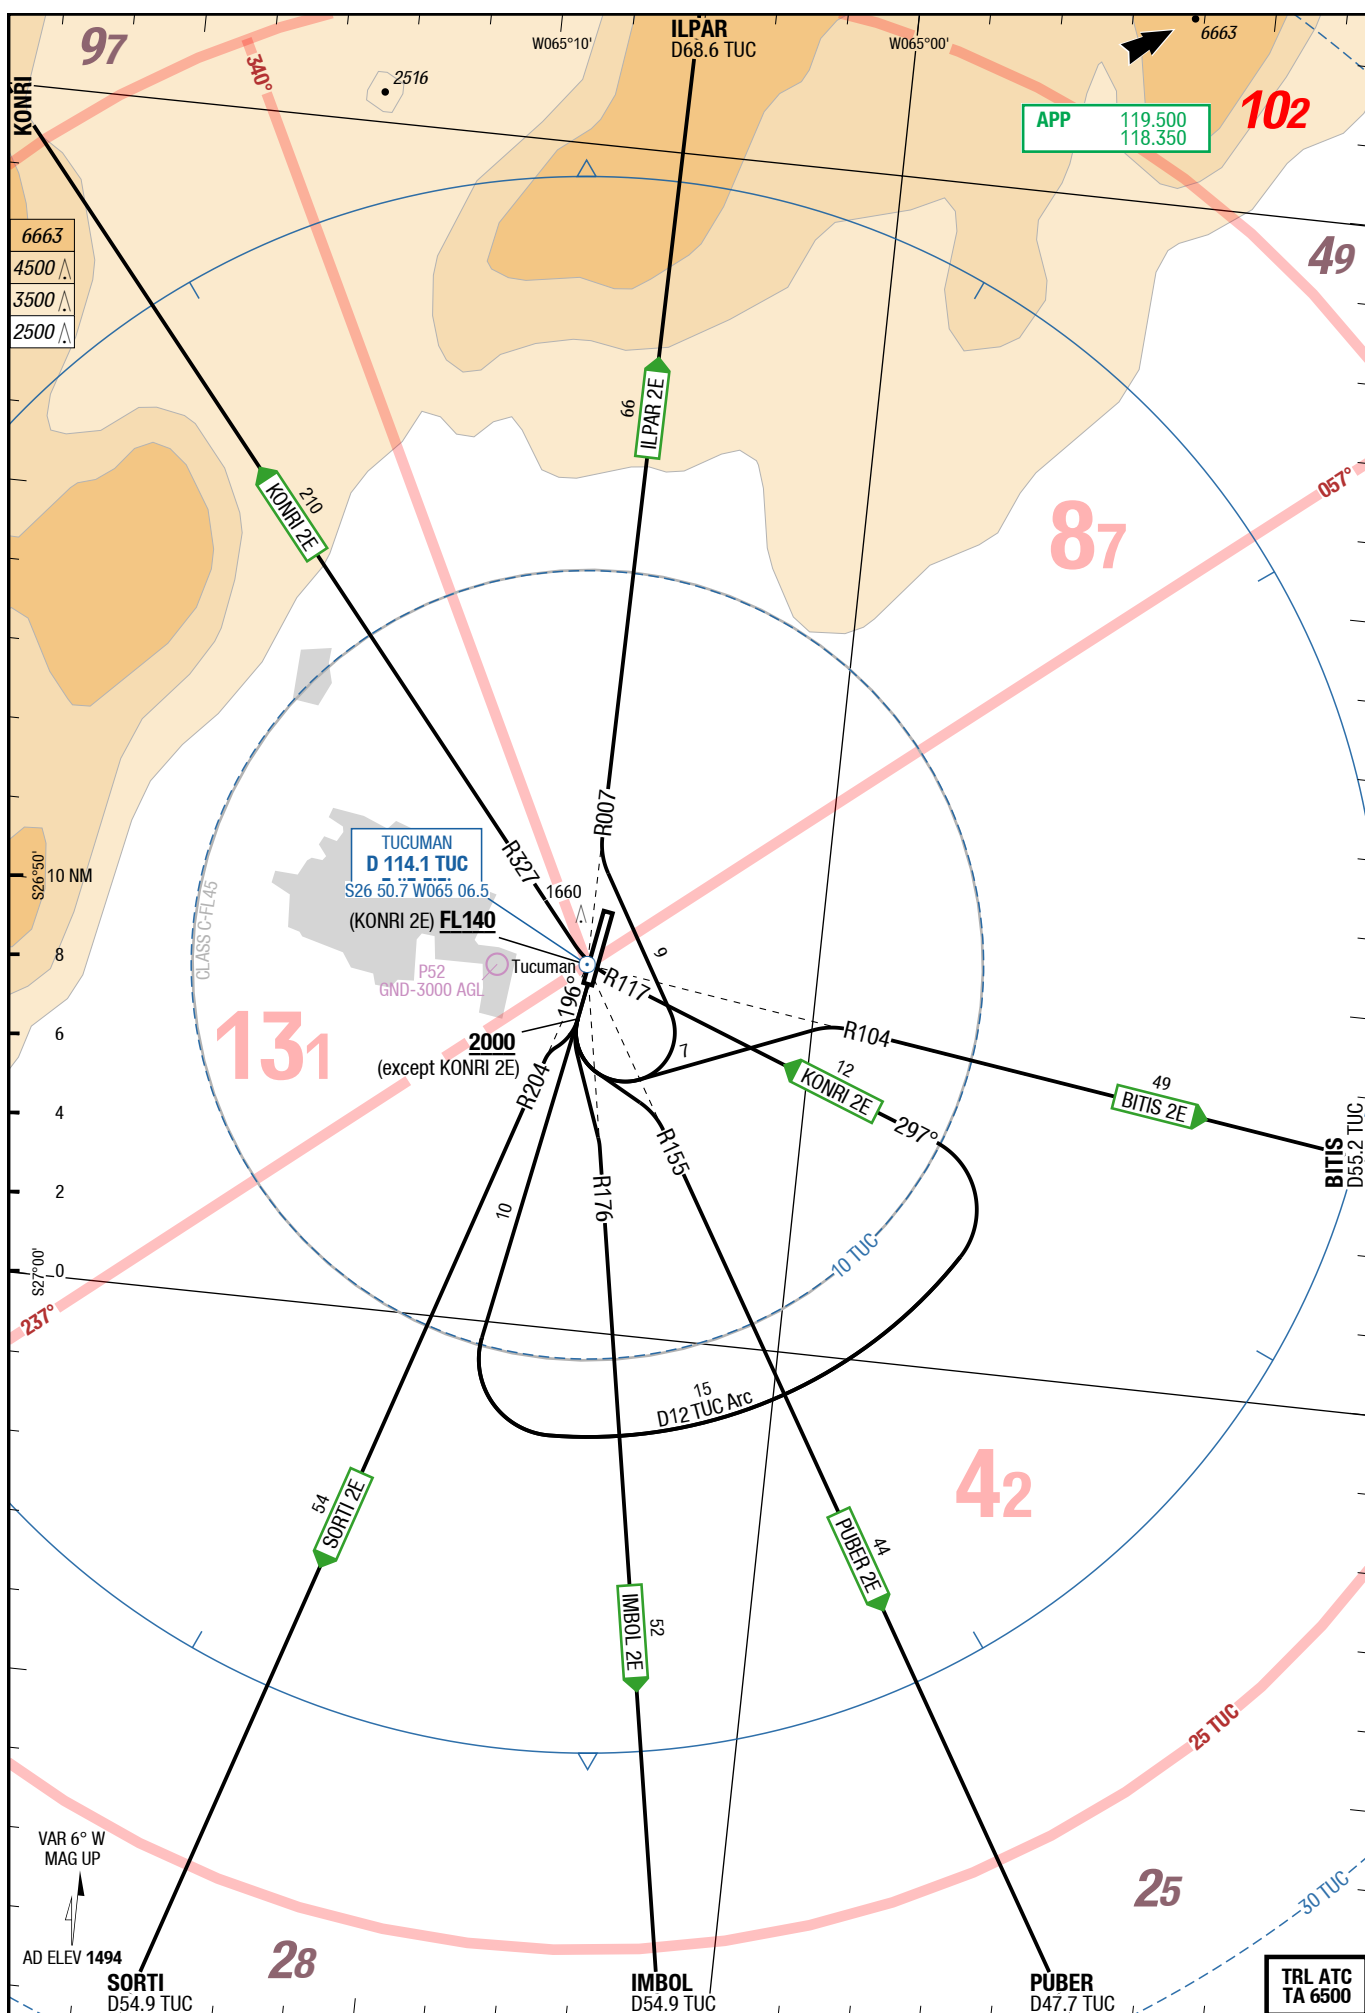 97
ILPAR
D68.6 TUC
W065°10'
W065°00'
6663
340°
2516
KONRI
APP 119.500
118.350
102
6663
4500
3500
2500
49
66
ILPAR 2E
057°
87
210
KONRI 2E
R007
S26°50'
10 NM
8
6
4
2
0
S27°00'
CLASS C-FL45
TUCUMAN
D 114.1 TUC
S26 50.7 W065 06.5
R327
1660
(KONRI 2E) FL140
P52
GND-3000 AGL
Tucuman
196°
9
R117
7
R104
131
2000
(except KONRI 2E)
R204
12
KONRI 2E
49
BITIS 2E
297°
BITIS
D55.2 TUC
R155
R176
10
10 TUC
237°
15
D12 TUC Arc
42
54
SORTI 2E
44
PUBER 2E
52
IMBOL 2E
25 TUC
VAR 6° W
MAG UP
25
30 TUC
AD ELEV 1494
28
SORTI
D54.9 TUC
IMBOL
D54.9 TUC
PUBER
D47.7 TUC
TRL ATC
TA 6500